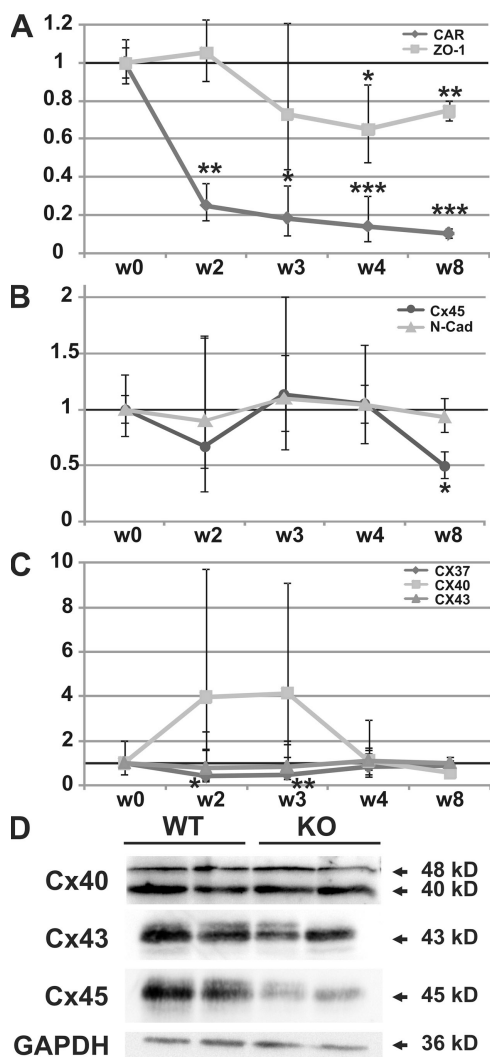 A
1.2
1
0.8
0.6
0.4
0.2
0
CAR
ZO-1
**
*
***
***
*
**
w0 w2 w3 w4 w8
B
2
1.5
1
0.5
0
Cx45
N-Cad
*
w0 w2 w3 w4 w8
C
10
8
6
4
2
0
CX37
CX40
CX43
* **
w0 w2 w3 w4 w8
D
WT KO
Cx40
48 kD
40 kD
Cx43
43 kD
Cx45
45 kD
GAPDH
36 kD